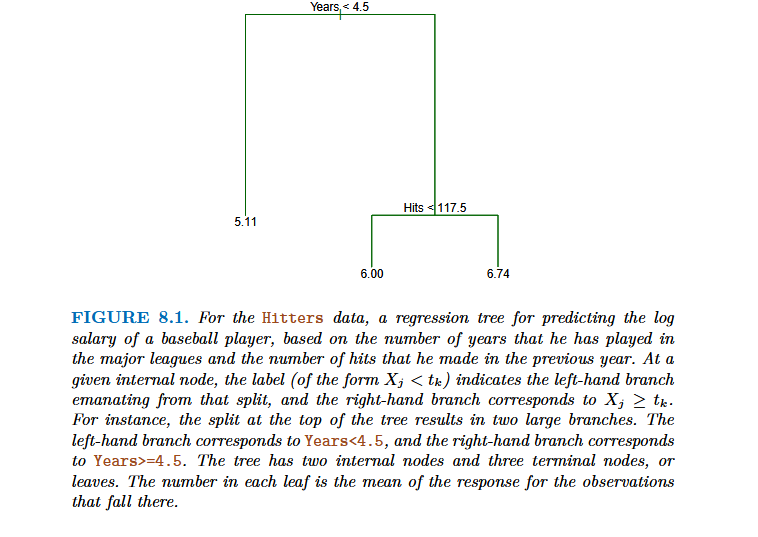 Years < 4.5
Hits < 117.5
5.11
6.00
6.74
FIGURE 8.1. For the Hitters data, a regression tree for predicting the log
salary of a baseball player, based on the number of years that he has played in
the major leagues and the number of hits that he made in the previous year. At a
given internal node, the label (of the form Xⱼ < tₖ) indicates the left-hand branch
emanating from that split, and the right-hand branch corresponds to Xⱼ ≥ tₖ.
For instance, the split at the top of the tree results in two large branches. The
left-hand branch corresponds to Years<4.5, and the right-hand branch corresponds
to Years>=4.5. The tree has two internal nodes and three terminal nodes, or
leaves. The number in each leaf is the mean of the response for the observations
that fall there.